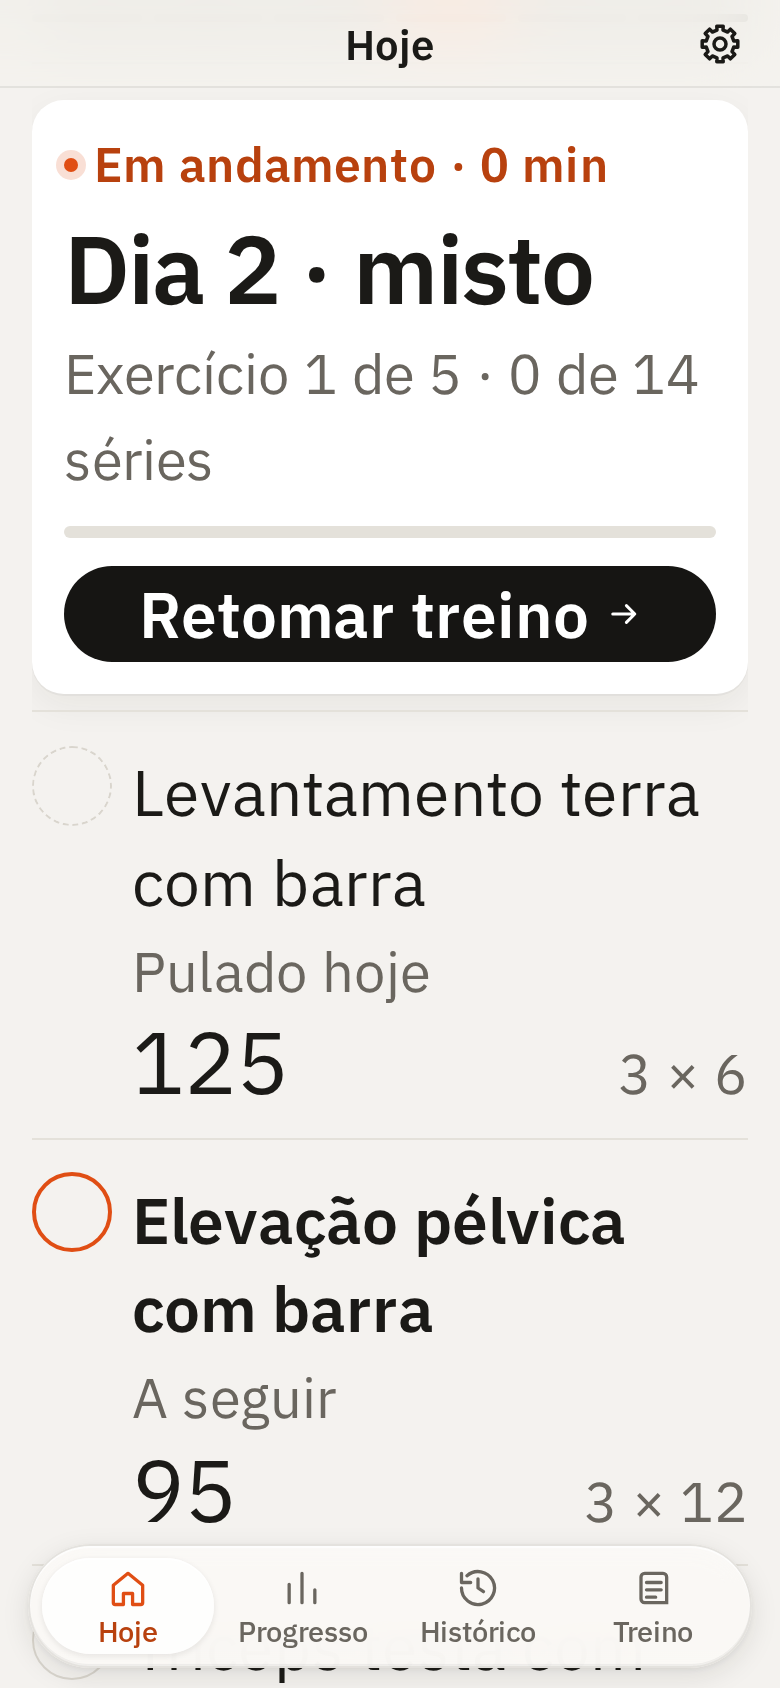 Hoje
Em andamento · 0 min
Dia 2 · misto
Exercício 1 de 5 · 0 de 14
séries
Retomar treino →
Levantamento terra
com barra
Pulado hoje
125 3 × 6
Elevação pélvica
com barra
A seguir
95 3 × 12
Hoje Progresso Histórico Treino